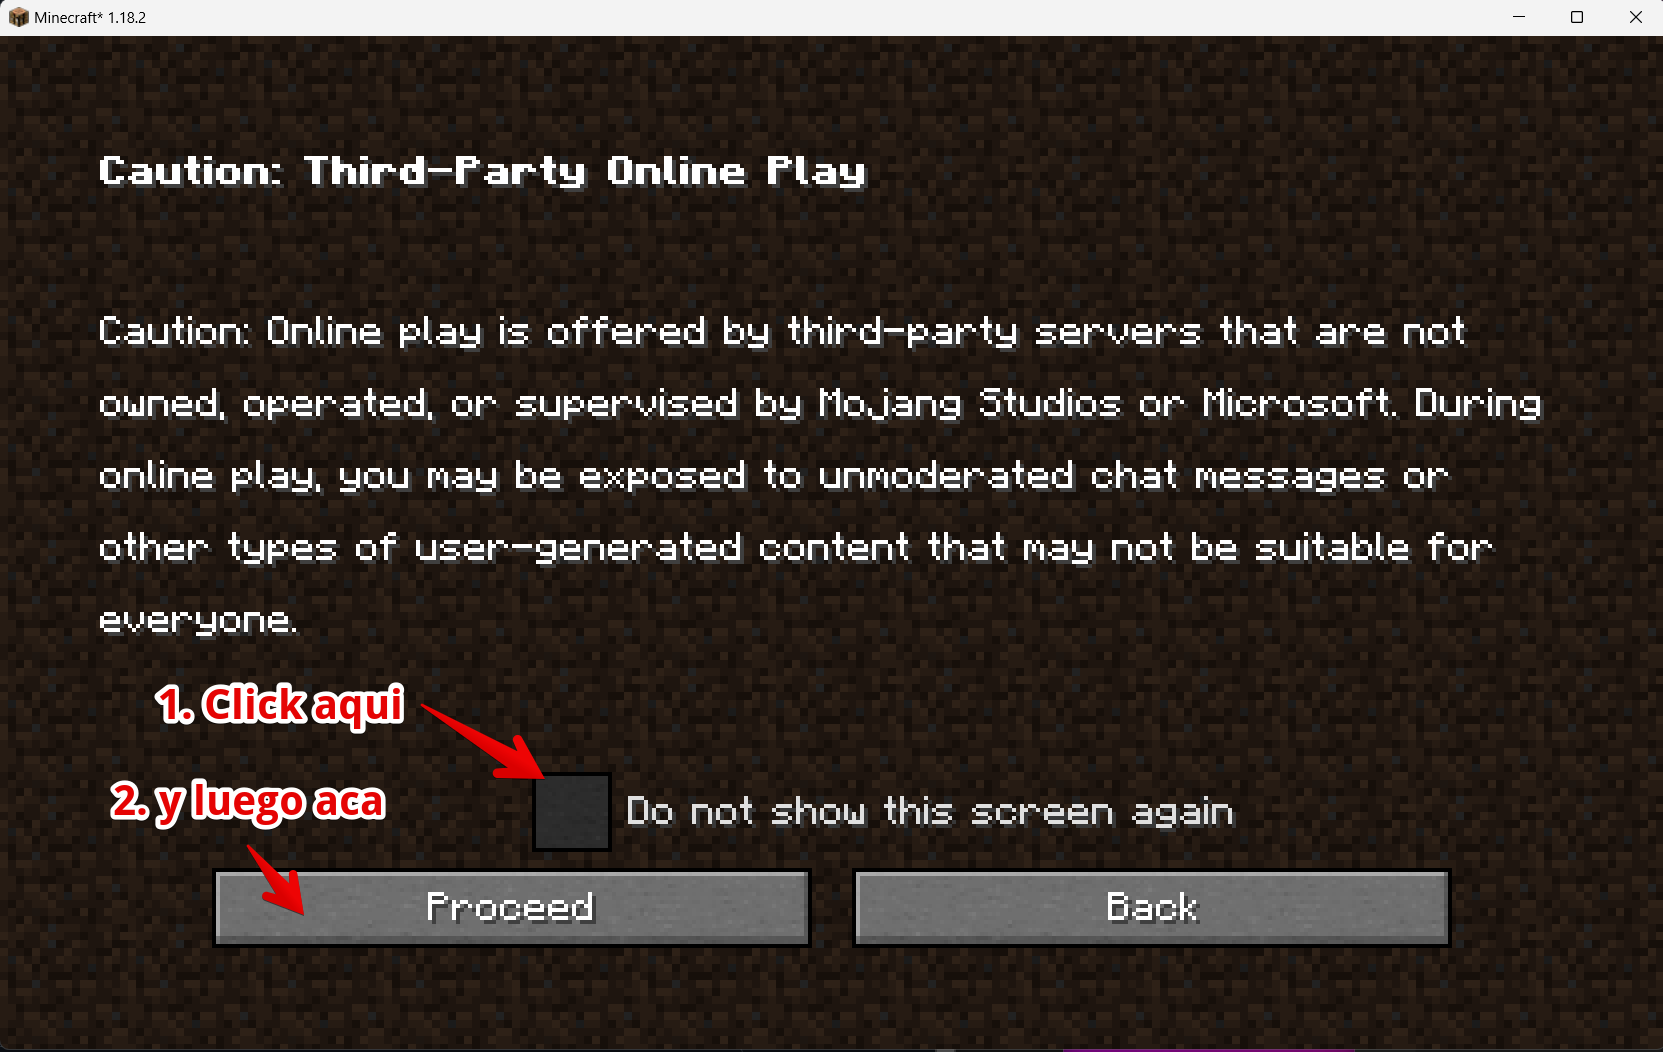 Minecraft* 1.18.2
Caution: Third-Party Online Play
Caution: Online play is offered by third-party servers that are not
owned, operated, or supervised by Mojang Studios or Microsoft. During
online play, you may be exposed to unmoderated chat messages or
other types of user-generated content that may not be suitable for
everyone.
1. Click aqui
2. y luego aca
Do not show this screen again
Proceed
Back